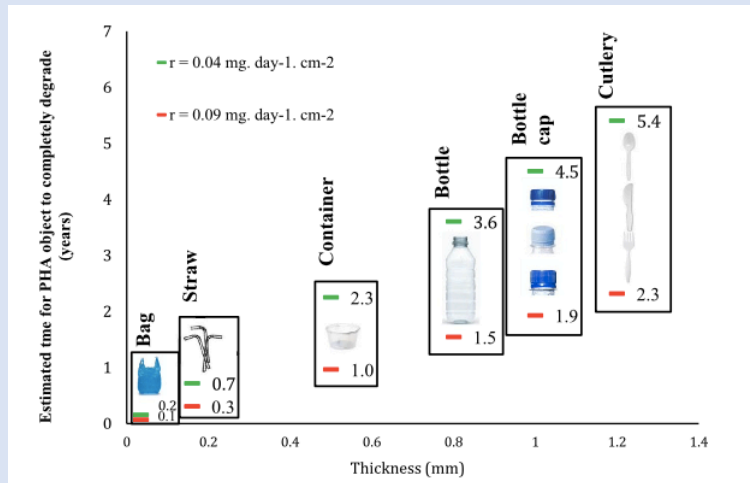 7
6
5
4
3
2
1
0
Estimated tme for PHA object to completely degrade
(years)
r = 0.04 mg. day-1. cm-2
r = 0.09 mg. day-1. cm-2
Bag
0.2
0.1
Straw
0.7
0.3
Container
2.3
1.0
Bottle
3.6
1.5
Bottle
cap
4.5
1.9
Cutlery
5.4
2.3
0 0.2 0.4 0.6 0.8 1 1.2 1.4
Thickness (mm)